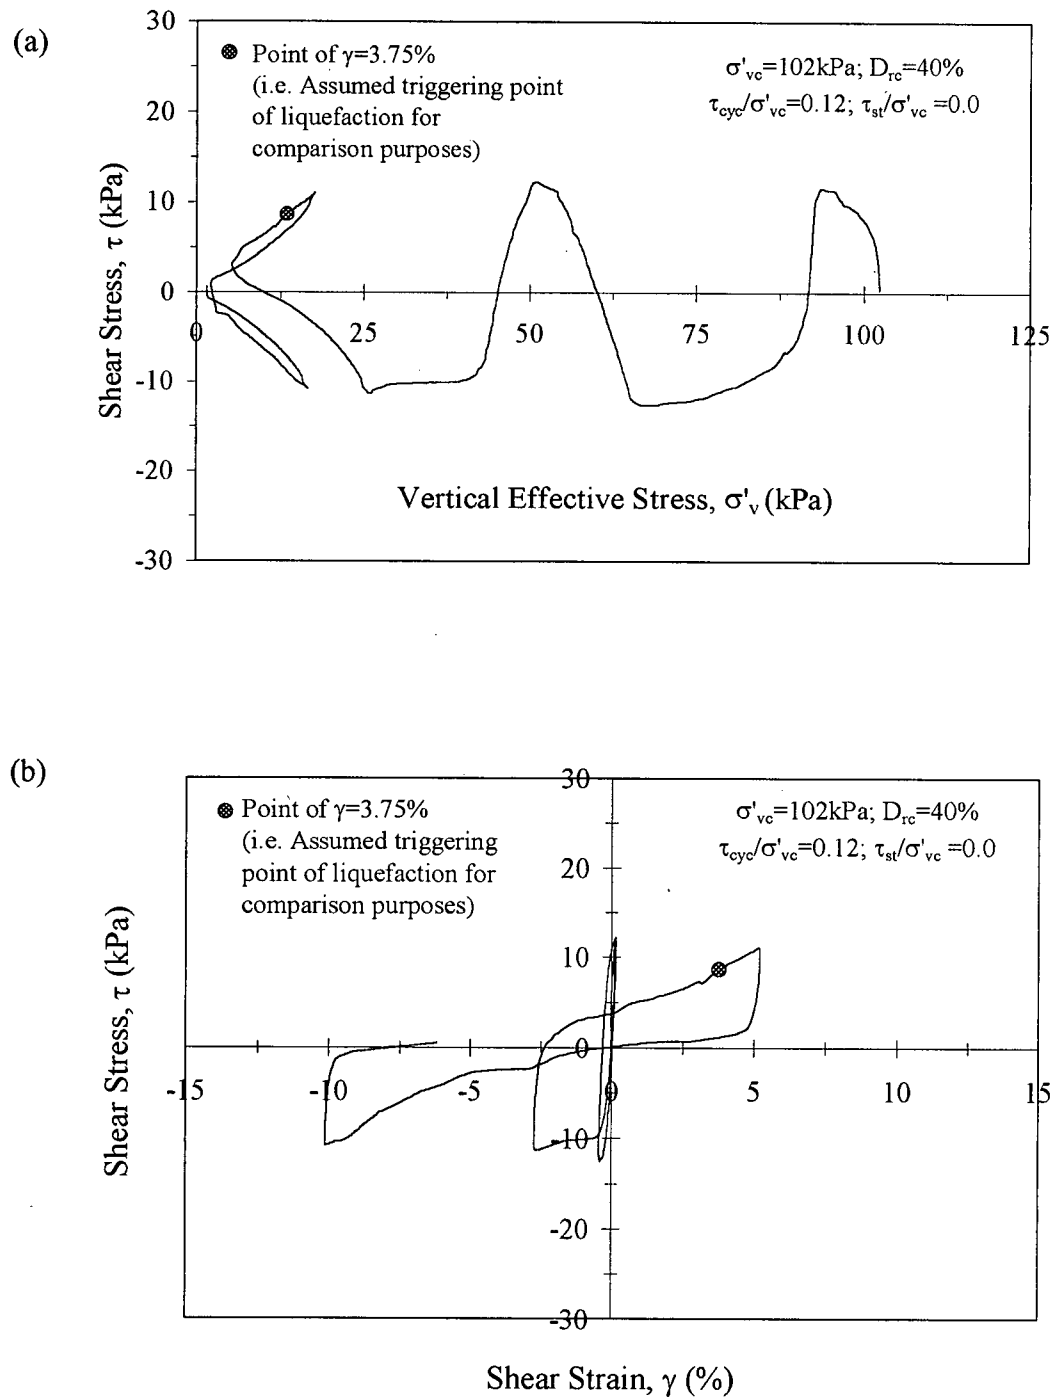 (a)
30
20
10
0
-10
-20
-30
Shear Stress, τ (kPa)
Point of γ=3.75%
(i.e. Assumed triggering point
of liquefaction for
comparison purposes)
σ'vc=102kPa; Drc=40%
τcyc/σ'vc=0.12; τst/σ'vc =0.0
0 25 50 75 100 125
Vertical Effective Stress, σ'v (kPa)
(b)
30
20
10
0
-10
-20
-30
Shear Stress, τ (kPa)
Point of γ=3.75%
(i.e. Assumed triggering
point of liquefaction for
comparison purposes)
σ'vc=102kPa; Drc=40%
τcyc/σ'vc=0.12; τst/σ'vc =0.0
-15 -10 -5 0 5 10 15
Shear Strain, γ (%)